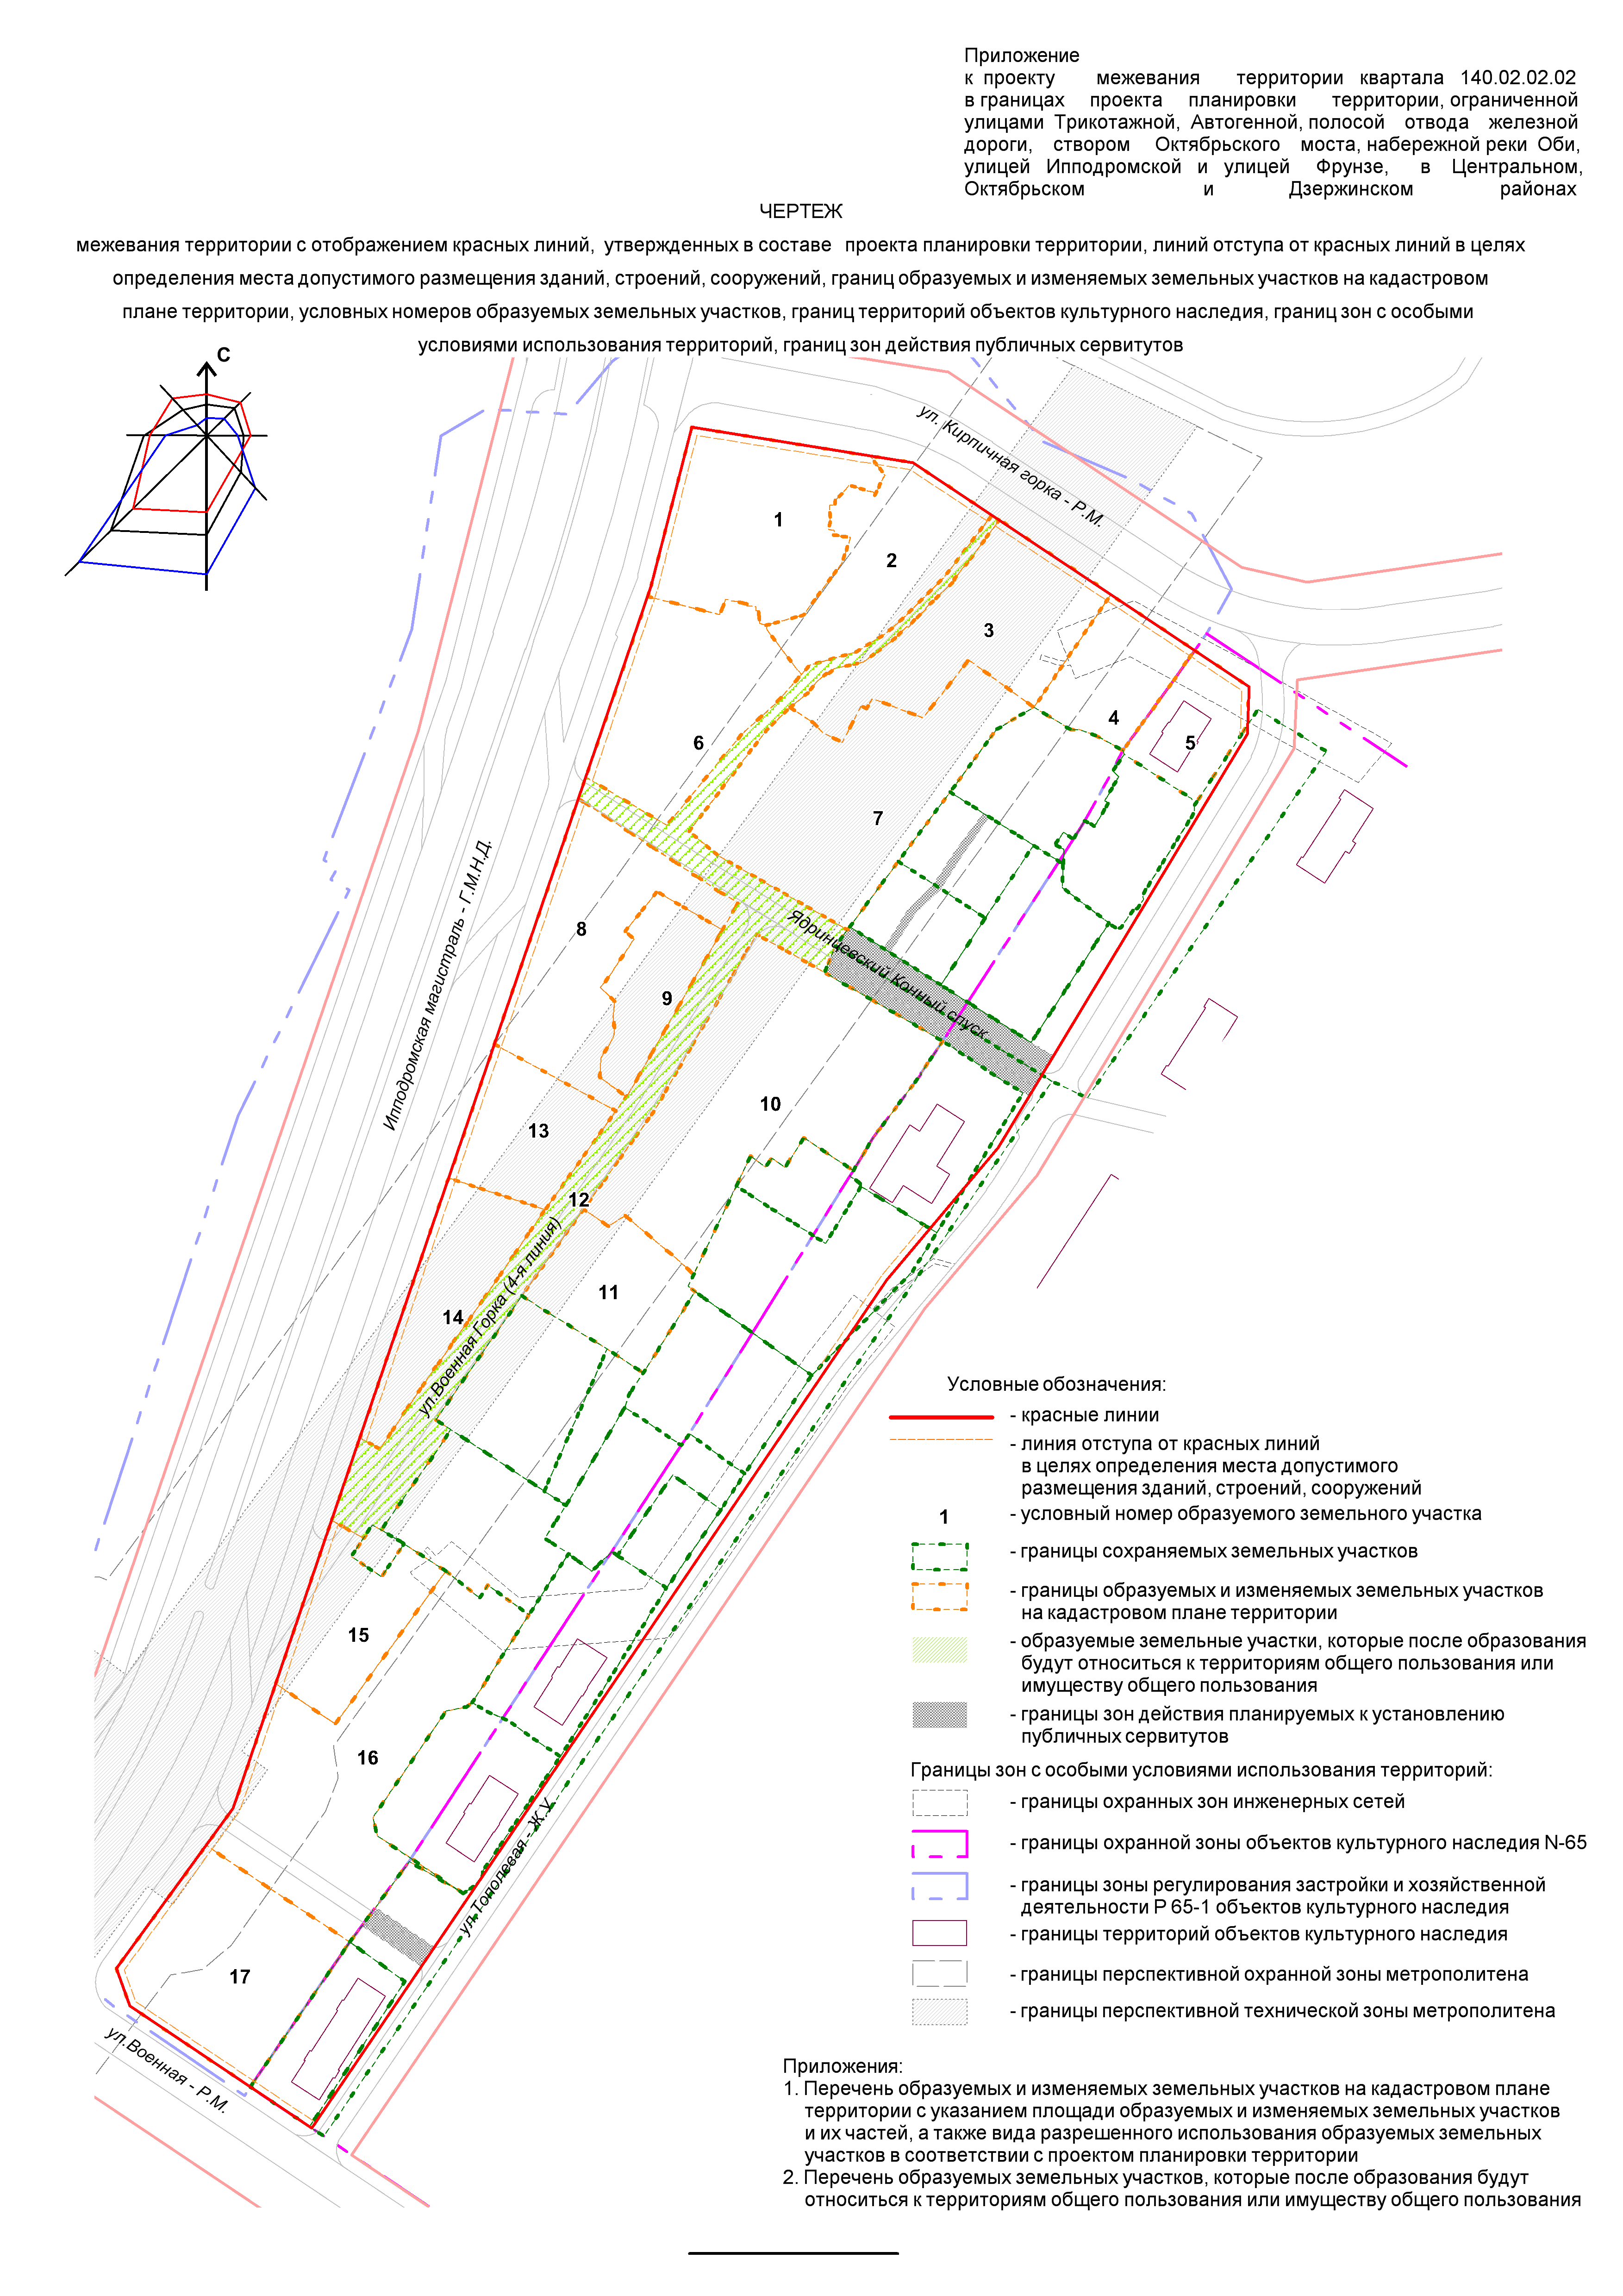 Приложение
к проекту межевания территории квартала 140.02.02.02
в границах проекта планировки территории, ограниченной
улицами Трикотажной, Автогенной, полосой отвода железной
дороги, створом Октябрьского моста, набережной реки Оби,
улицей Ипподромской и улицей Фрунзе, в Центральном,
Октябрьском и Дзержинском районах
ЧЕРТЕЖ
межевания территории с отображением красных линий, утвержденных в составе проекта планировки территории, линий отступа от красных линий в целях
определения места допустимого размещения зданий, строений, сооружений, границ образуемых и изменяемых земельных участков на кадастровом
плане территории, условных номеров образуемых земельных участков, границ территорий объектов культурного наследия, границ зон с особыми
условиями использования территорий, границ зон действия публичных сервитутов
С
ул. Кирпичная горка - Р.М.
1
2
3
4
5
6
7
8
Ипподромская магистраль - Г.М.Н.Д.
Ядринцевский Конный спуск
9
10
13
12
11
14
ул.Военная Горка (4-я линия)
15
16
ул.Тополевая - Ж.У.
17
ул.Военная - Р.М.
Условные обозначения:
- красные линии
- линия отступа от красных линий
в целях определения места допустимого
размещения зданий, строений, сооружений
1 - условный номер образуемого земельного участка
- границы сохраняемых земельных участков
- границы образуемых и изменяемых земельных участков
на кадастровом плане территории
- образуемые земельные участки, которые после образования
будут относиться к территориям общего пользования или
имуществу общего пользования
- границы зон действия планируемых к установлению
публичных сервитутов
Границы зон с особыми условиями использования территорий:
- границы охранных зон инженерных сетей
- границы охранной зоны объектов культурного наследия N-65
- границы зоны регулирования застройки и хозяйственной
деятельности Р 65-1 объектов культурного наследия
- границы территорий объектов культурного наследия
- границы перспективной охранной зоны метрополитена
- границы перспективной технической зоны метрополитена
Приложения:
1. Перечень образуемых и изменяемых земельных участков на кадастровом плане
территории с указанием площади образуемых и изменяемых земельных участков
и их частей, а также вида разрешенного использования образуемых земельных
участков в соответствии с проектом планировки территории
2. Перечень образуемых земельных участков, которые после образования будут
относиться к территориям общего пользования или имуществу общего пользования